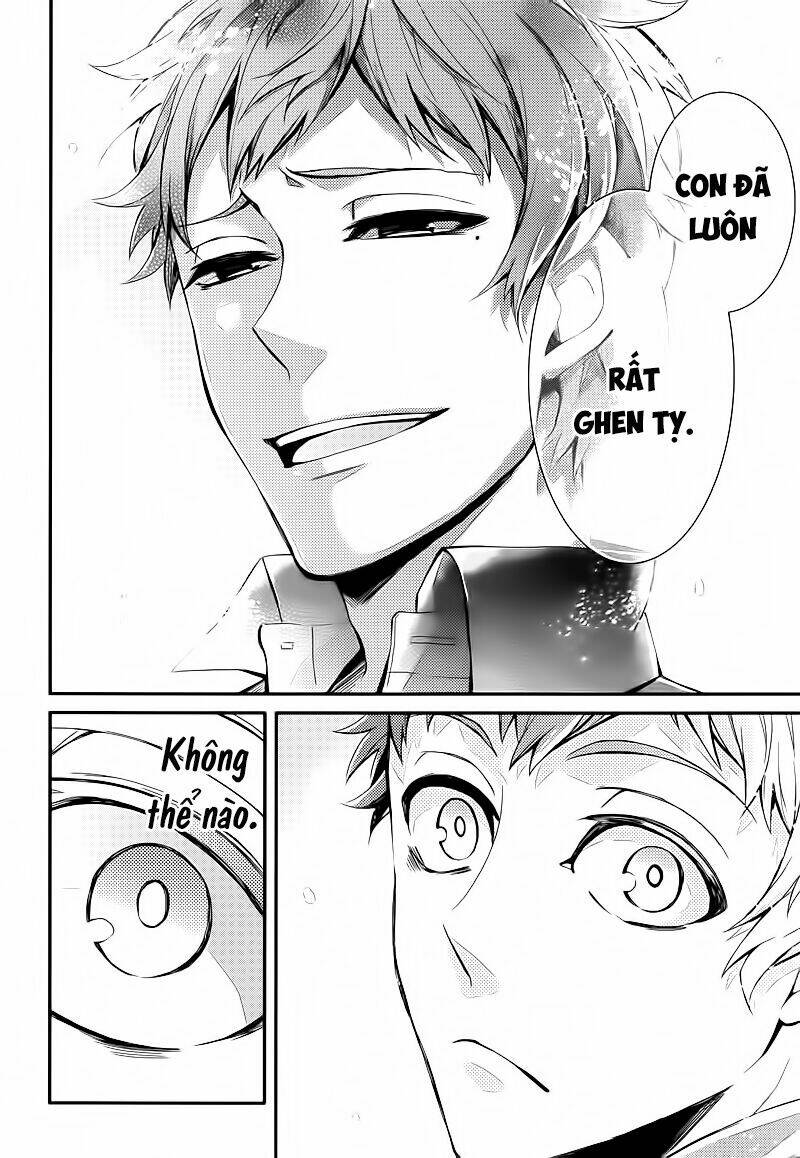 CON ĐÃ
LUÔN
RẤT
GHEN TỴ.
Không
thể nào.